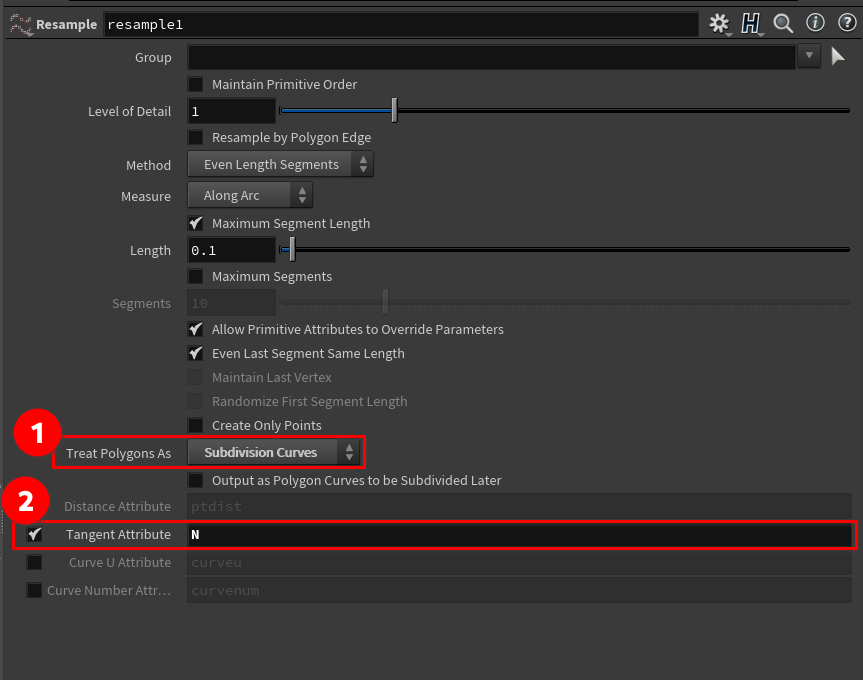 Resample resample1
Group
Maintain Primitive Order
Level of Detail 1
Resample by Polygon Edge
Method Even Length Segments
Measure Along Arc
Maximum Segment Length
Length 0.1
Maximum Segments
Segments 10
Allow Primitive Attributes to Override Parameters
Even Last Segment Same Length
Maintain Last Vertex
Randomize First Segment Length
Create Only Points
1
Treat Polygons As Subdivision Curves
Output as Polygon Curves to be Subdivided Later
2
Distance Attribute ptdist
Tangent Attribute N
Curve U Attribute curveu
Curve Number Attr... curvenum